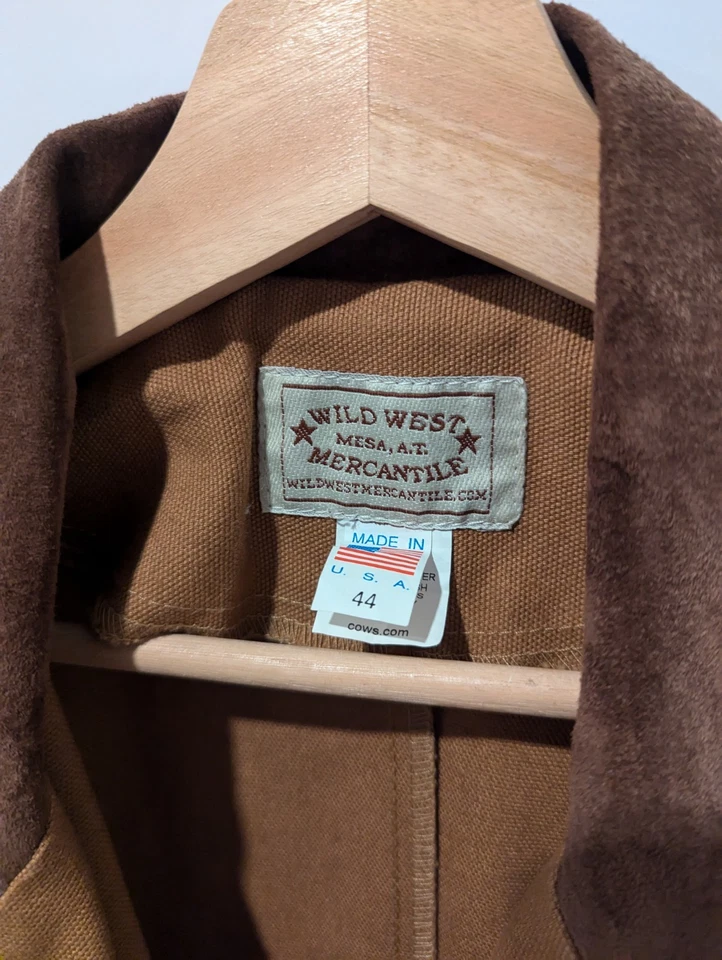 WILD WEST
MESA, A.T.
MERCANTILE
WILDWESTMERCANTILE.COM
MADE IN
U. S. A.
44
cows.com